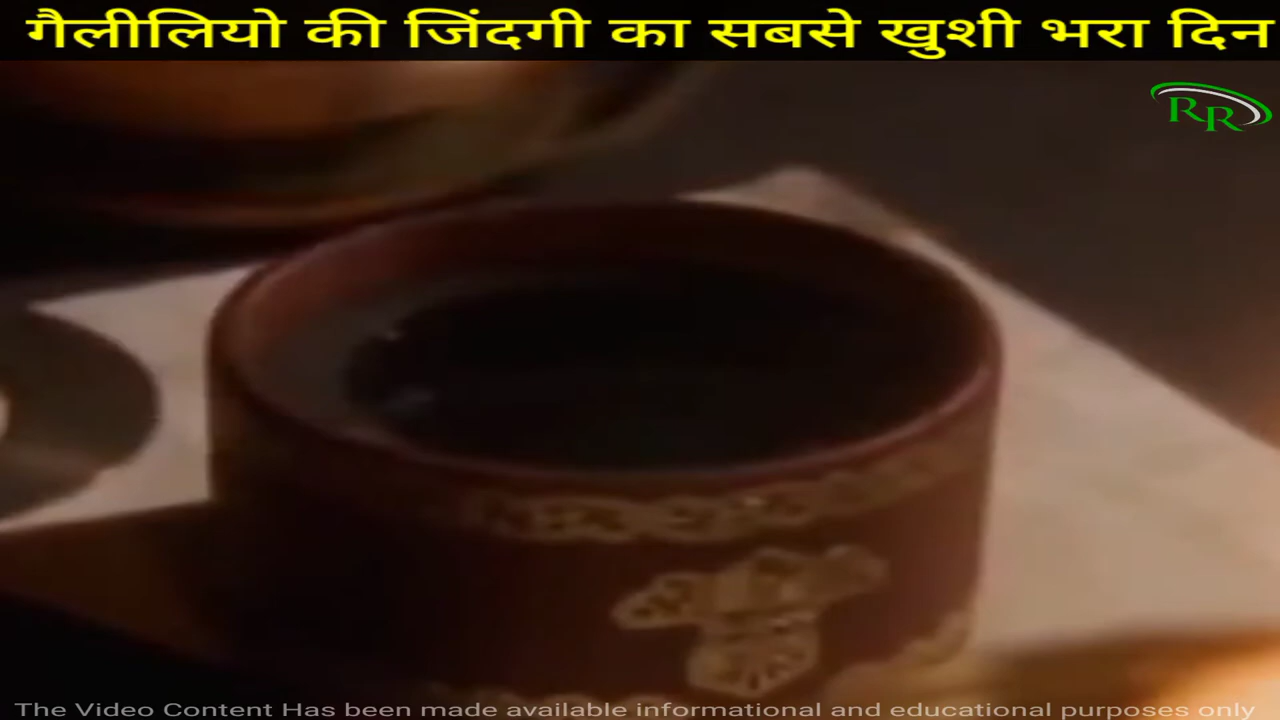 गैलीलियो की जिंदगी का सबसे खुशी भरा दिन
RR
The Video Content Has been made available informational and educational purposes only